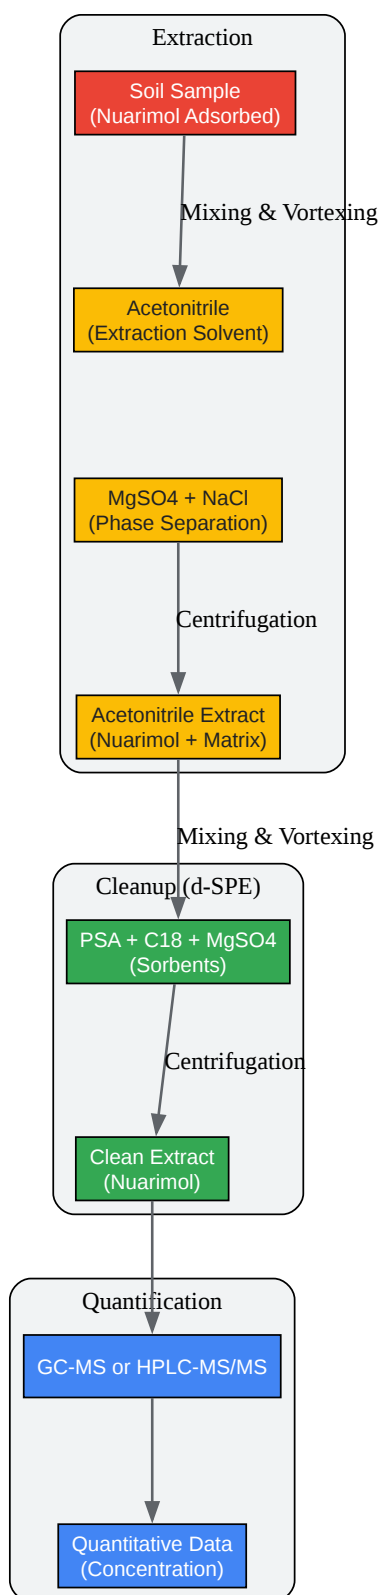 Extraction
Soil Sample
(Nuarimol Adsorbed)
Mixing & Vortexing
Acetonitrile
(Extraction Solvent)
MgSO4 + NaCl
(Phase Separation)
Centrifugation
Acetonitrile Extract
(Nuarimol + Matrix)
Mixing & Vortexing
Cleanup (d-SPE)
PSA + C18 + MgSO4
(Sorbents)
Centrifugation
Clean Extract
(Nuarimol)
Quantification
GC-MS or HPLC-MS/MS
Quantitative Data
(Concentration)